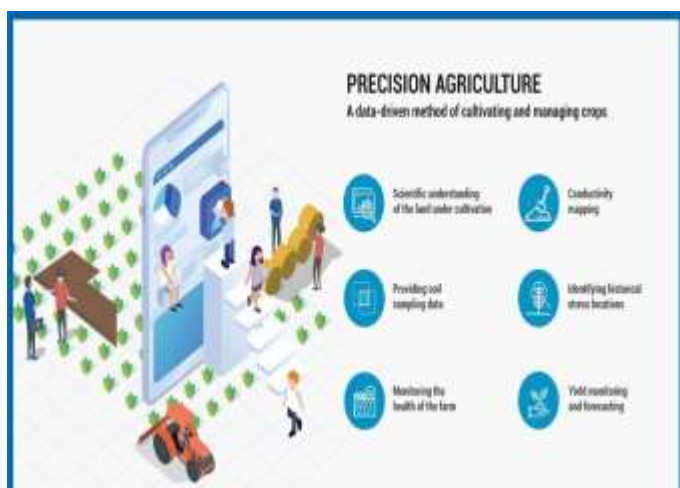 PRECISION AGRICULTURE
A data-driven method of cultivating and managing crops
Scientific understanding
of the land under cultivation
Conductivity
mapping
Providing soil
sampling data
Identifying historical
stress locations
Monitoring the
health of the farm
Yield monitoring
and forecasting